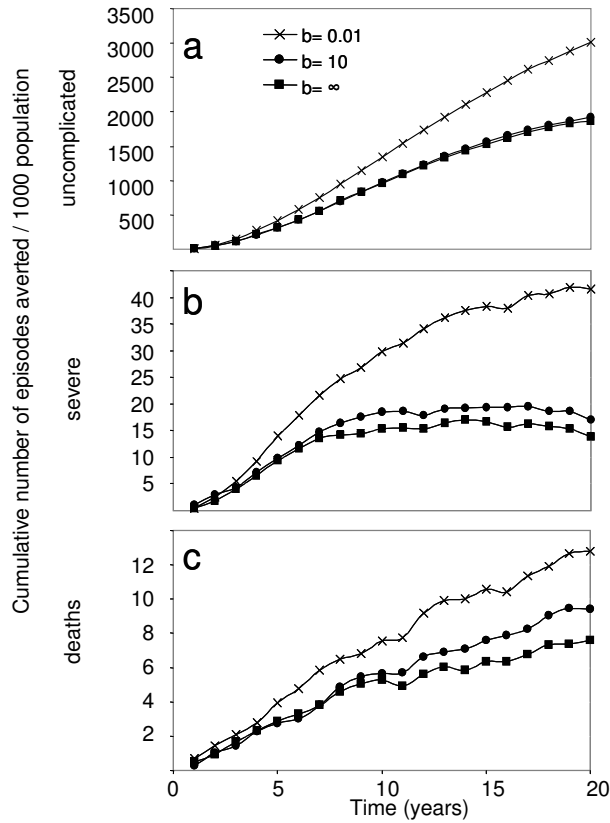 Cumulative number of episodes averted / 1000 population
uncomplicated
a
3500
3000
2500
2000
1500
1000
500
b= 0.01
b= 10
b= ∞
severe
b
40
35
30
25
20
15
10
5
deaths
c
12
10
8
6
4
2
0 5 10 15 20
Time (years)